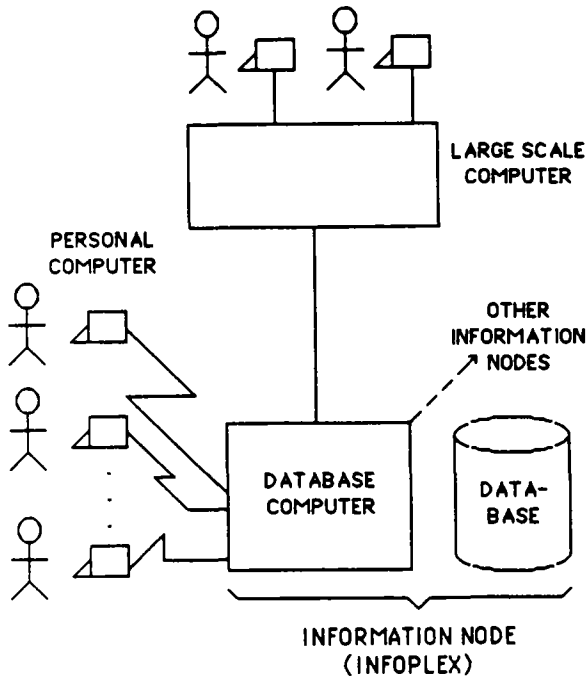 LARGE SCALE
COMPUTER
PERSONAL
COMPUTER
OTHER
INFORMATION
NODES
DATABASE
COMPUTER
DATA-
BASE
INFORMATION NODE
(INFOPLEX)